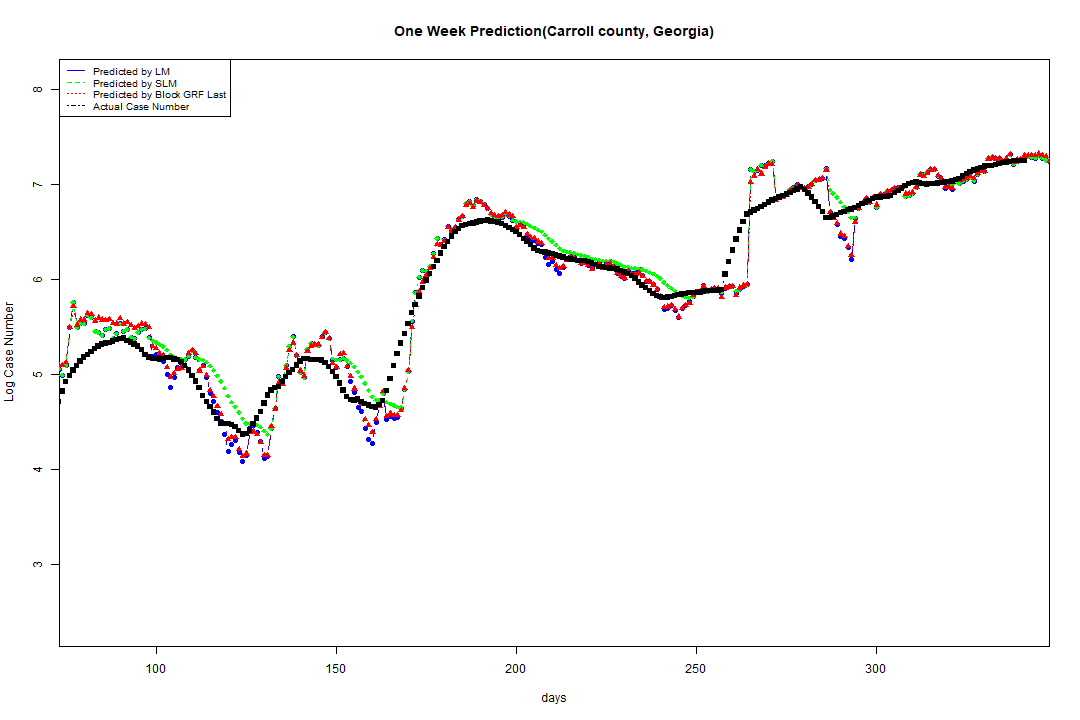 One Week Prediction(Carroll county, Georgia)
Predicted by LM
Predicted by SLM
Predicted by Block GRF Last
Actual Case Number
8
7
6
5
4
3
Log Case Number
100 150 200 250 300
days